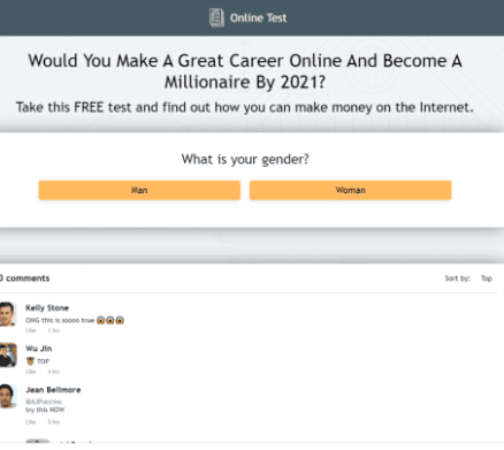 Online Test
Would You Make A Great Career Online And Become A
Millionaire By 2021?
Take this FREE test and find out how you can make money on the Internet.
What is your gender?
Man Woman
0 comments Sort by: Top
Kelly Stone
OMG this is soooo true 😱😱😱
Like 1 hrs
Wu Jin
TOP
Like 4 hrs
Jean Bellmore
@AJPuccino
try this NOW
Like 5 hrs